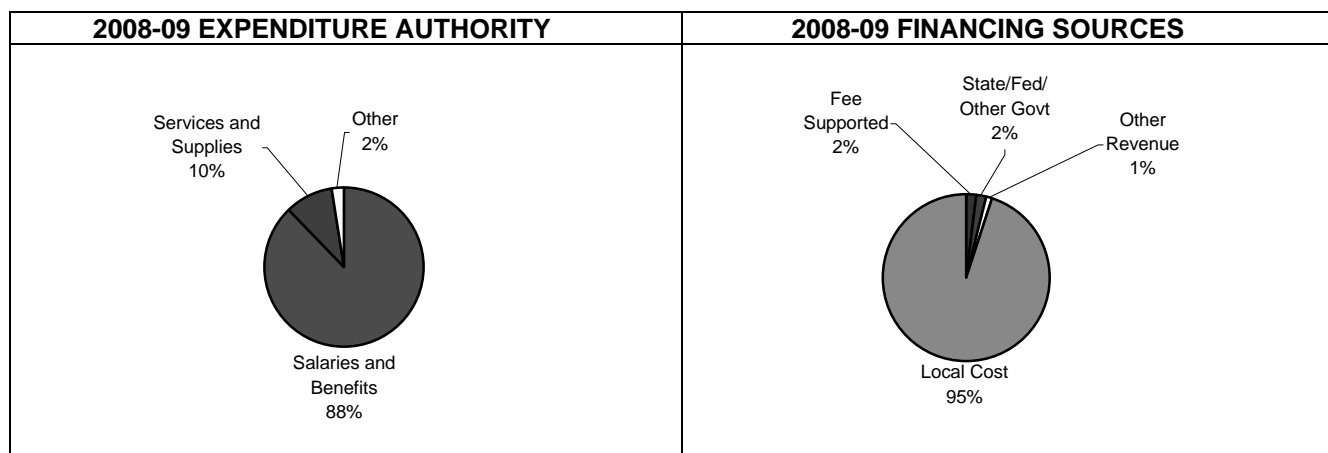 2008-09 EXPENDITURE AUTHORITY
Services and
Supplies
10%
Other
2%
Salaries and
Benefits
88%
2008-09 FINANCING SOURCES
Fee
Supported
2%
State/Fed/
Other Govt
2%
Other
Revenue
1%
Local Cost
95%